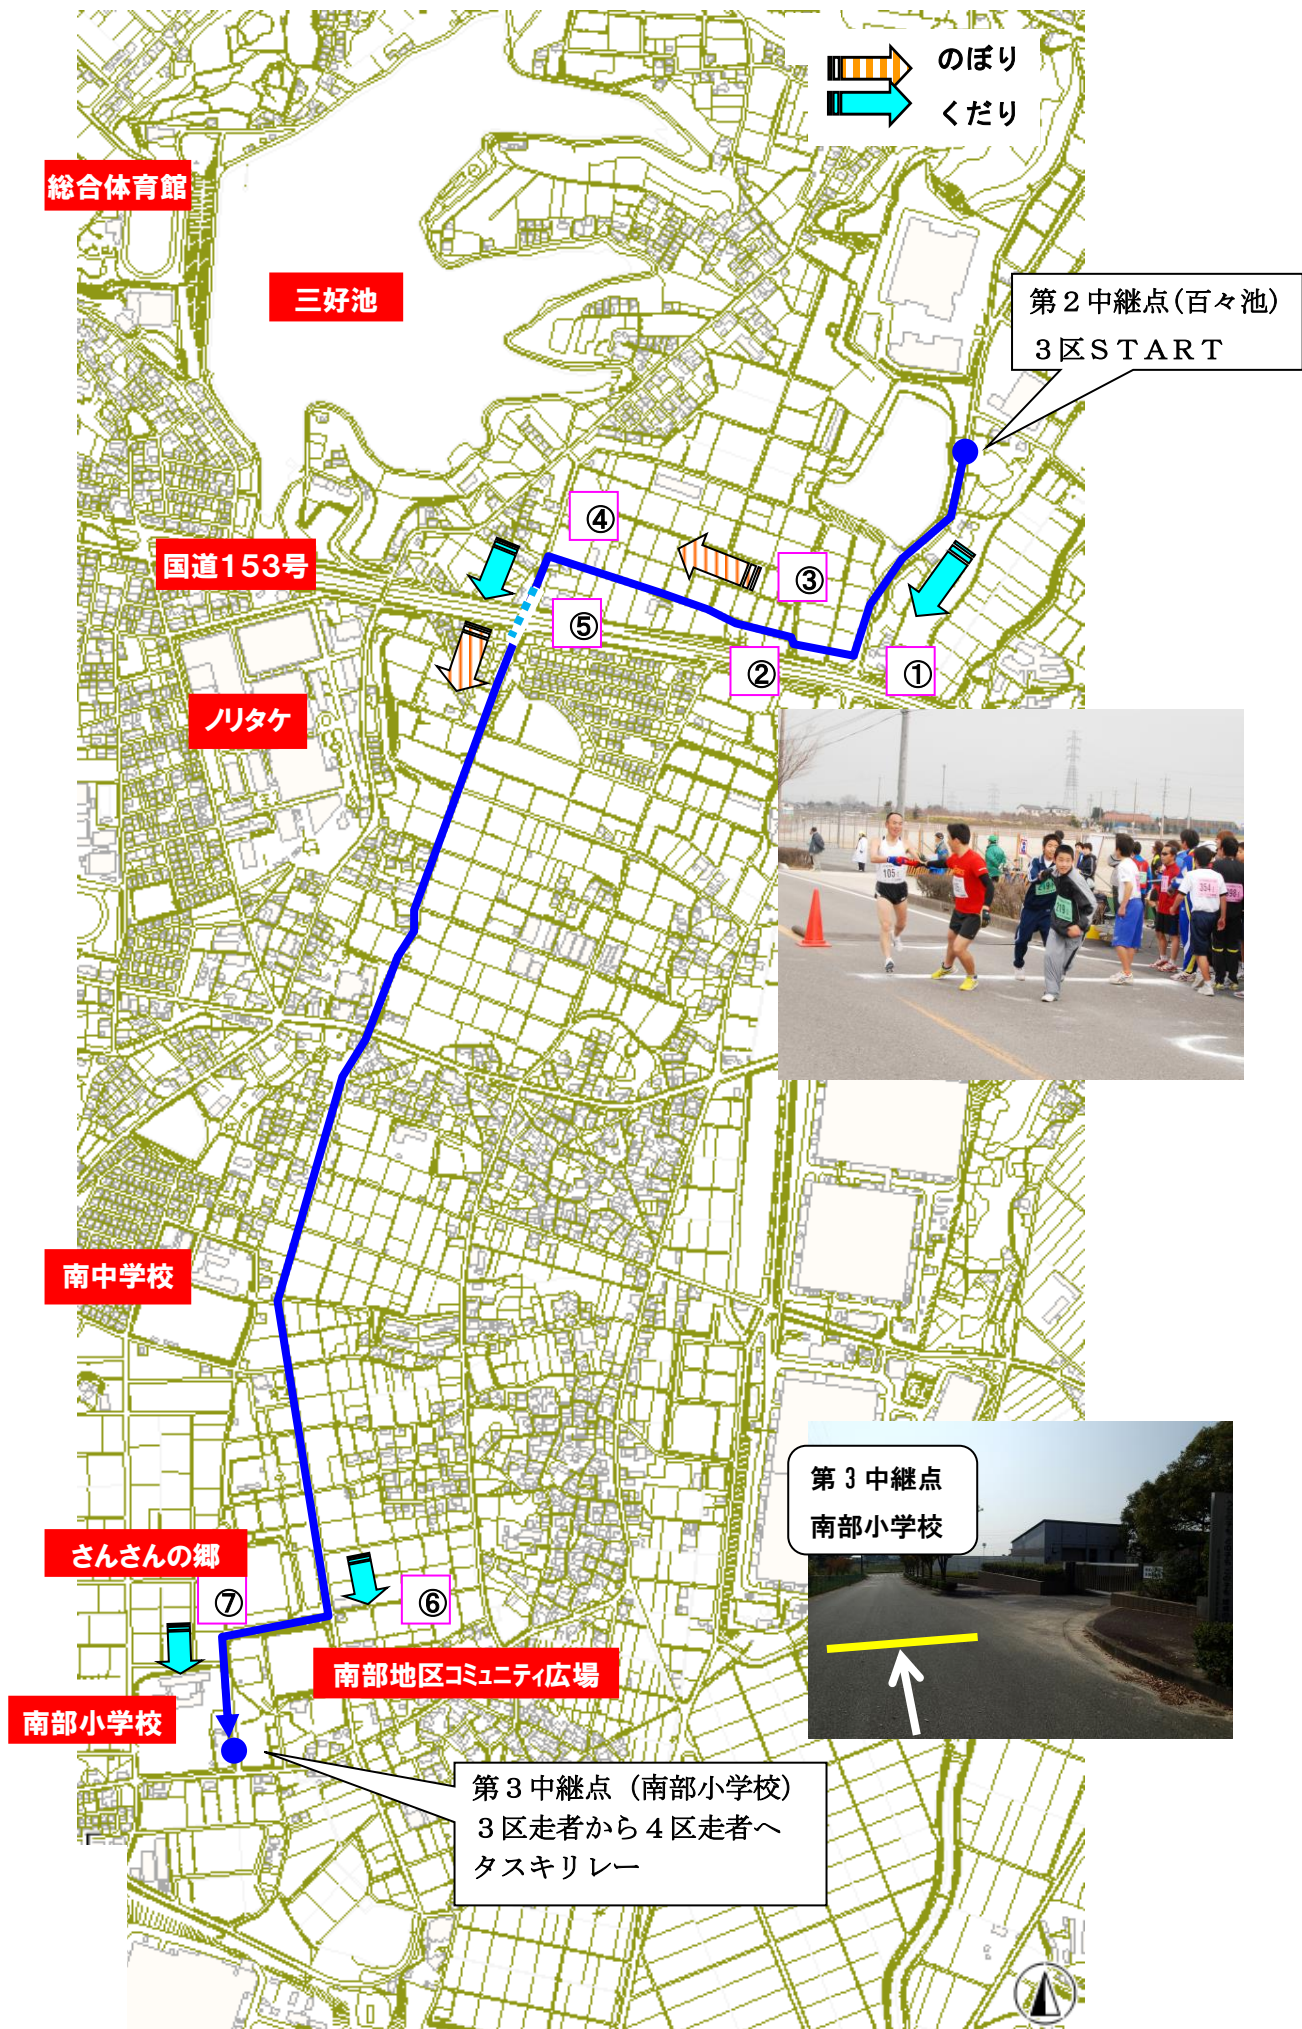 のぼり
くだり
総合体育館
三好池
第２中継点(百々池)
３区ＳＴＡＲＴ
④
国道153号
③
⑤
②
①
ノリタケ
105
354
南中学校
第３中継点
南部小学校
さんさんの郷
⑦
⑥
南部地区コミュニティ広場
南部小学校
第３中継点（南部小学校）
３区走者から４区走者へ
タスキリレー